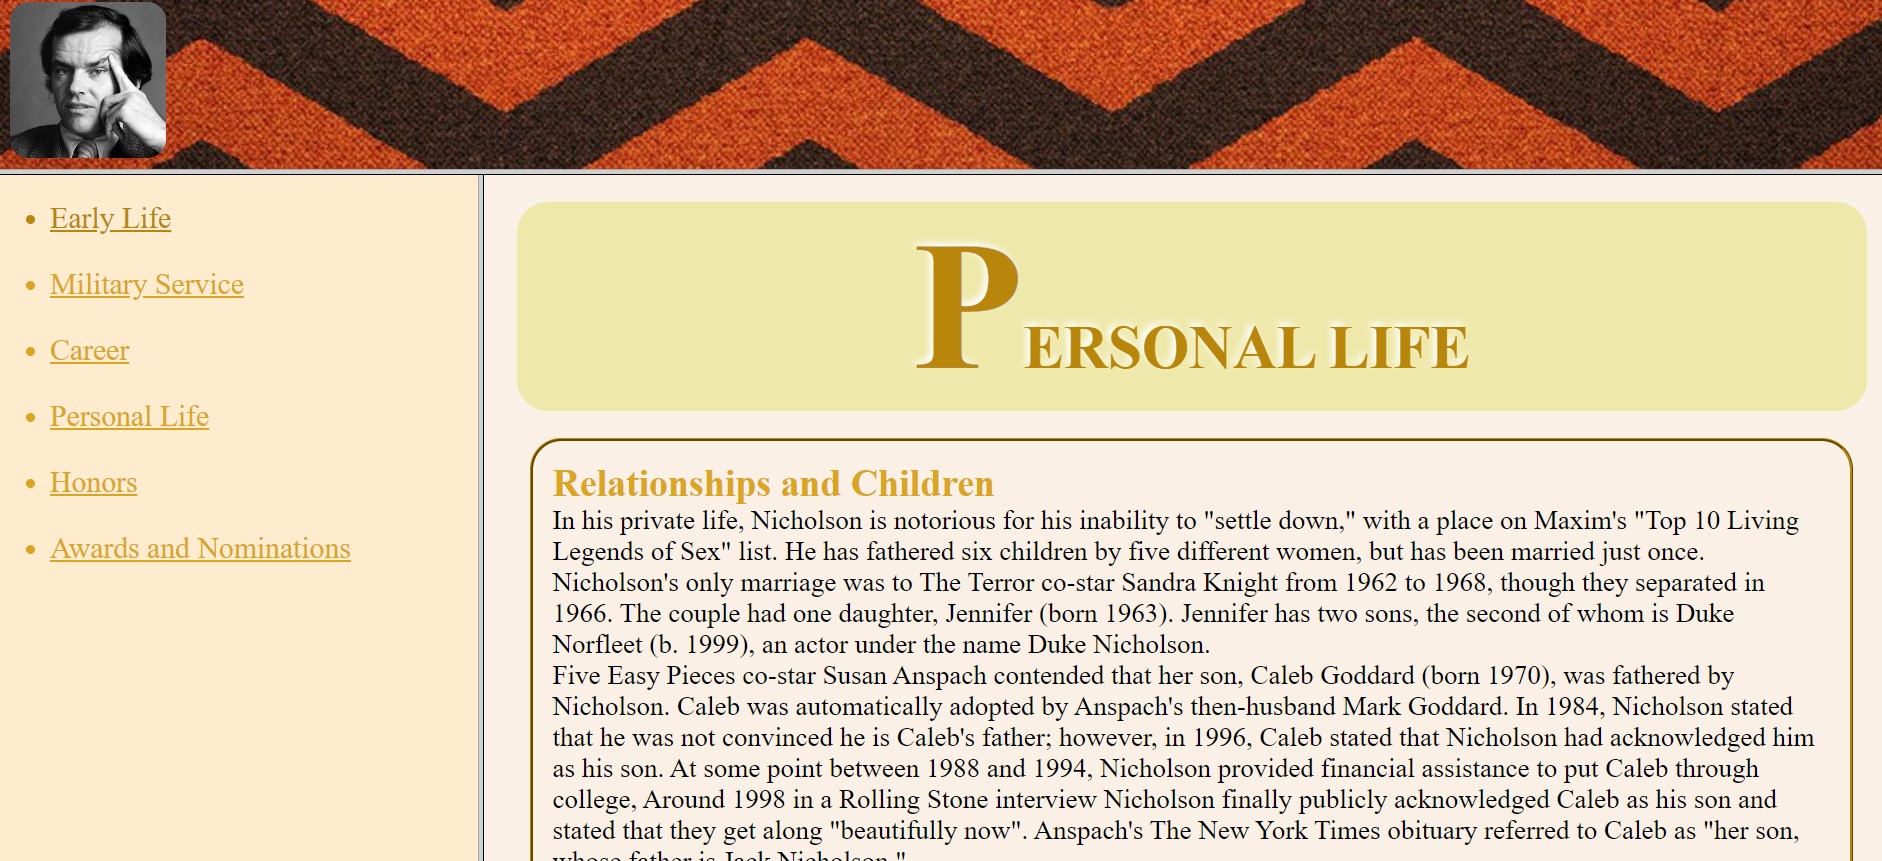 Early Life
Military Service
Career
Personal Life
Honors
Awards and Nominations
PERSONAL LIFE
Relationships and Children
In his private life, Nicholson is notorious for his inability to "settle down," with a place on Maxim's "Top 10 Living
Legends of Sex" list. He has fathered six children by five different women, but has been married just once.
Nicholson's only marriage was to The Terror co-star Sandra Knight from 1962 to 1968, though they separated in
1966. The couple had one daughter, Jennifer (born 1963). Jennifer has two sons, the second of whom is Duke
Norfleet (b. 1999), an actor under the name Duke Nicholson.
Five Easy Pieces co-star Susan Anspach contended that her son, Caleb Goddard (born 1970), was fathered by
Nicholson. Caleb was automatically adopted by Anspach's then-husband Mark Goddard. In 1984, Nicholson stated
that he was not convinced he is Caleb's father; however, in 1996, Caleb stated that Nicholson had acknowledged him
as his son. At some point between 1988 and 1994, Nicholson provided financial assistance to put Caleb through
college, Around 1998 in a Rolling Stone interview Nicholson finally publicly acknowledged Caleb as his son and
stated that they get along "beautifully now". Anspach's The New York Times obituary referred to Caleb as "her son,
whose father is Jack Nicholson."